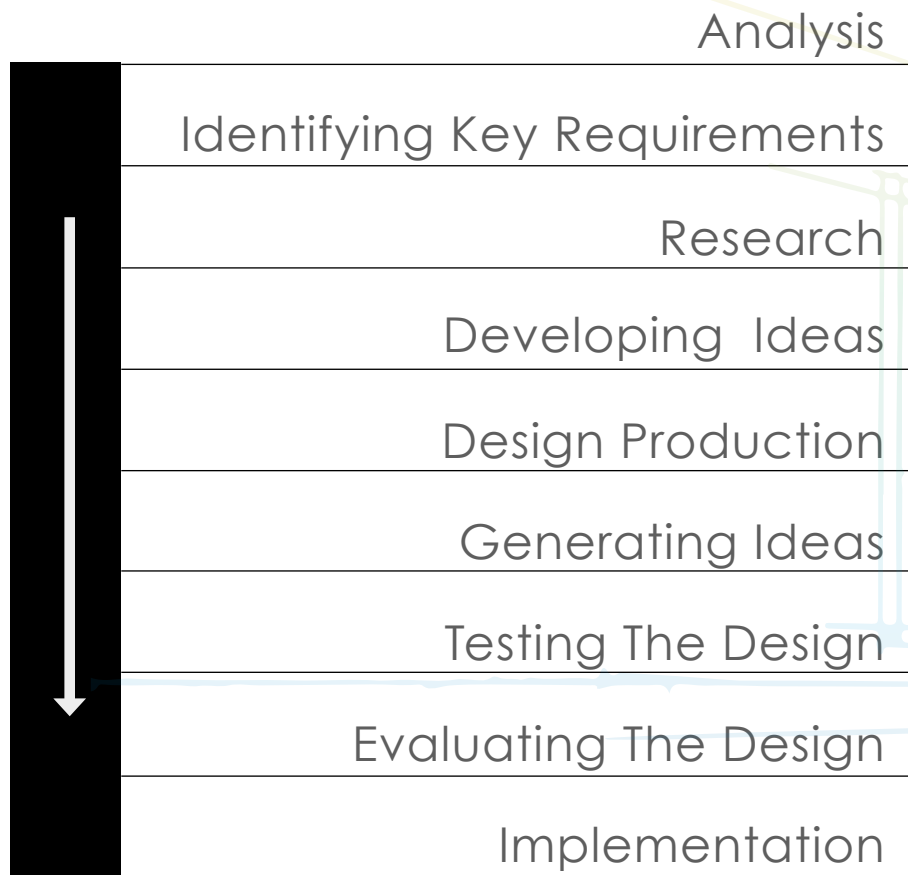 Analysis
Identifying Key Requirements
Research
Developing  Ideas
Design Production
Generating Ideas
Testing The Design
Evaluating The Design
Implementation